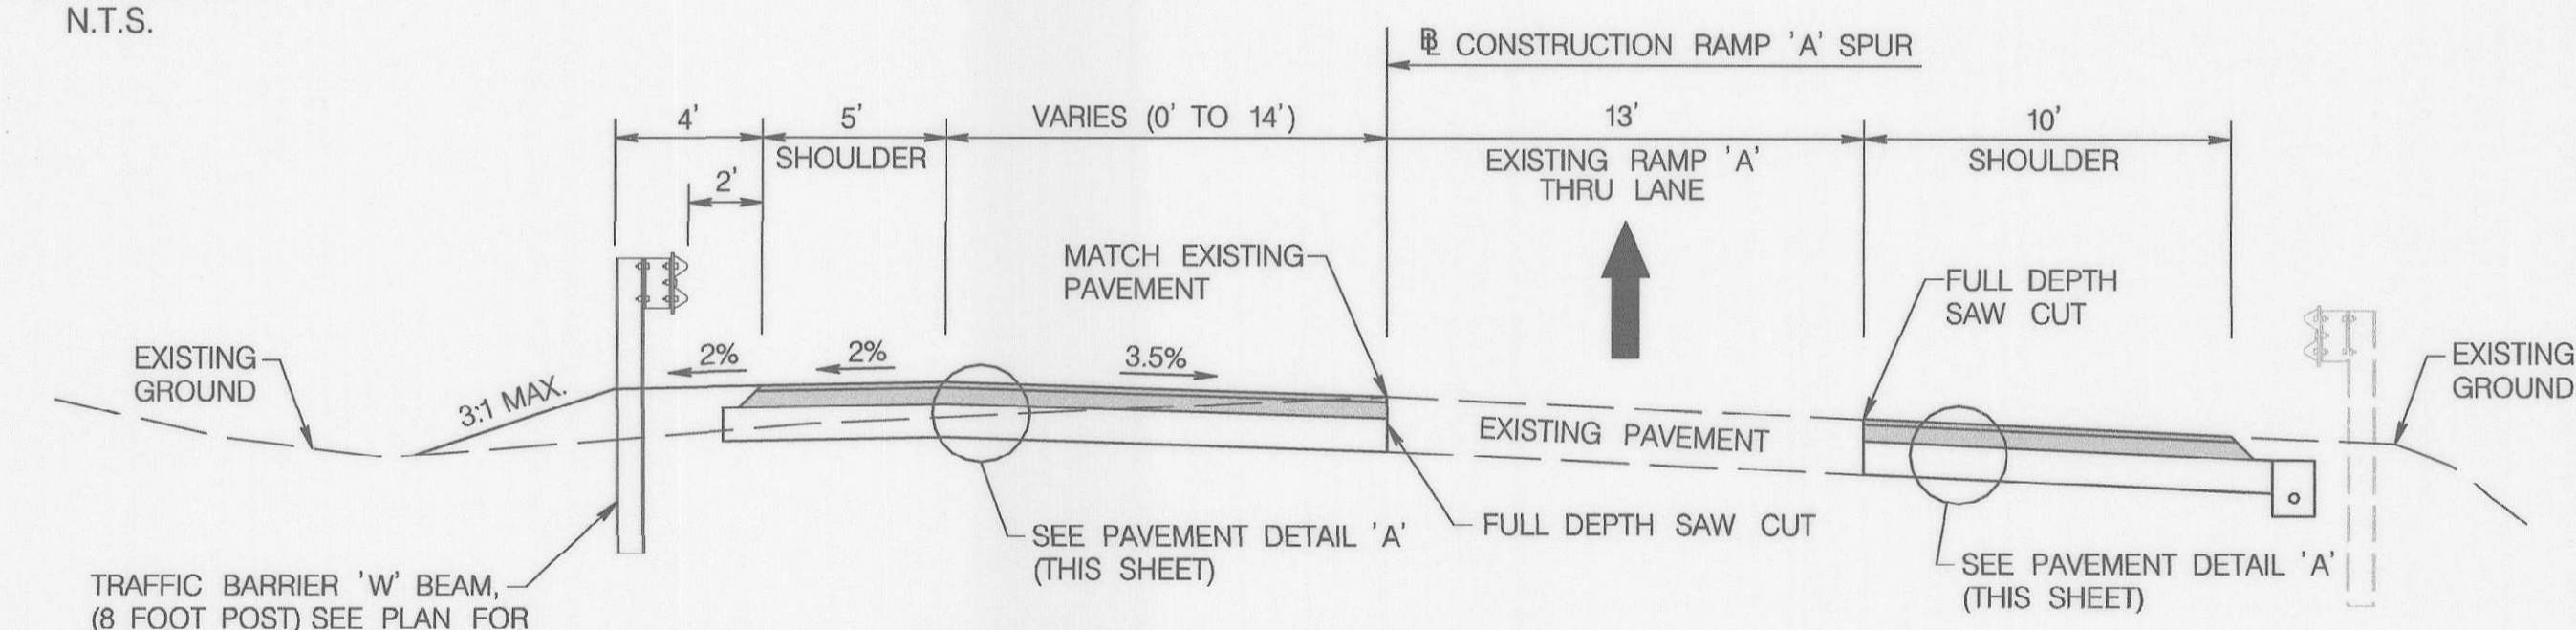 N.T.S.
BL CONSTRUCTION RAMP 'A' SPUR
4'
5'
VARIES (0' TO 14')
13'
10'
SHOULDER
EXISTING RAMP 'A'
THRU LANE
SHOULDER
2'
MATCH EXISTING
PAVEMENT
FULL DEPTH
SAW CUT
EXISTING
GROUND
3:1 MAX.
2%
2%
3.5%
EXISTING
GROUND
EXISTING PAVEMENT
SEE PAVEMENT DETAIL 'A'
(THIS SHEET)
FULL DEPTH SAW CUT
SEE PAVEMENT DETAIL 'A'
(THIS SHEET)
TRAFFIC BARRIER 'W' BEAM,
(8 FOOT POST) SEE PLAN FOR